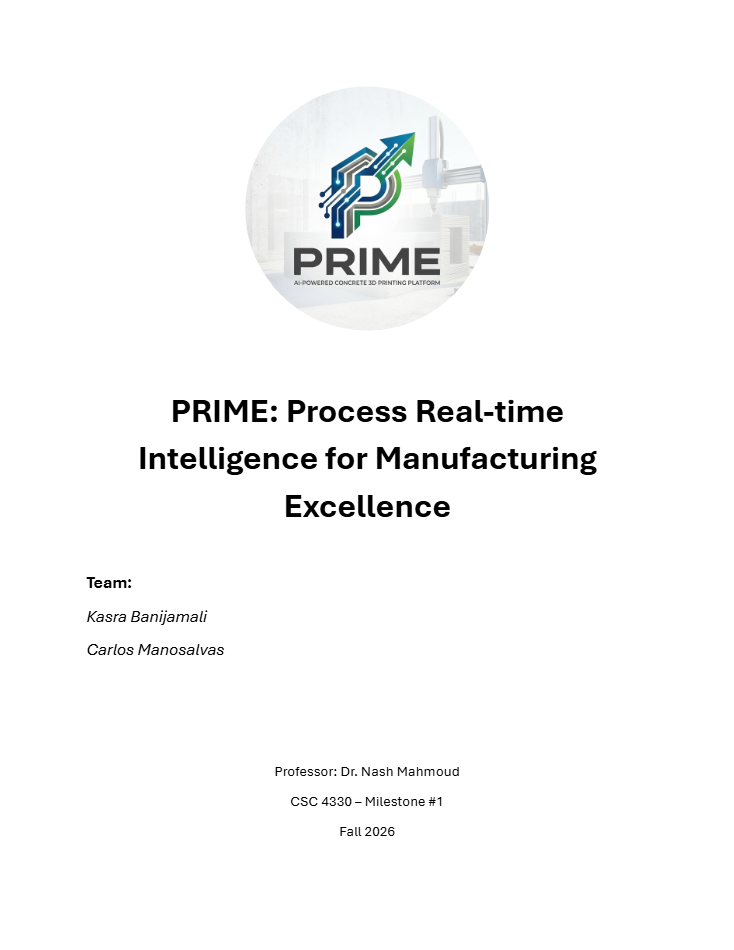 PRIME
AI-POWERED CONCRETE 3D PRINTING PLATFORM
PRIME: Process Real-time
Intelligence for Manufacturing
Excellence
Team:
Kasra Banijamali
Carlos Manosalvas
Professor: Dr. Nash Mahmoud
CSC 4330 – Milestone #1
Fall 2026